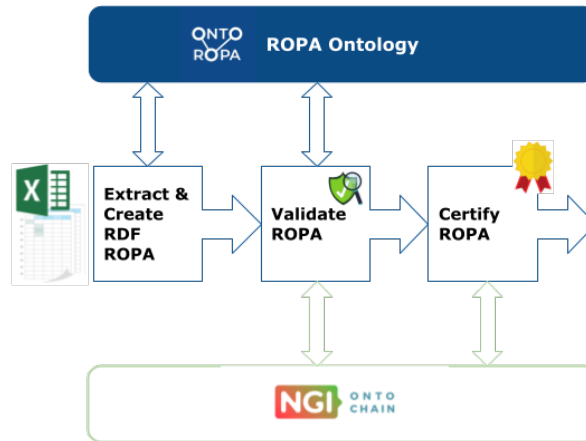 ONTO
ROPA
ROPA Ontology
X
Extract &
Create
RDF
ROPA
Validate
ROPA
Certify
ROPA
NGI ONTO
CHAIN